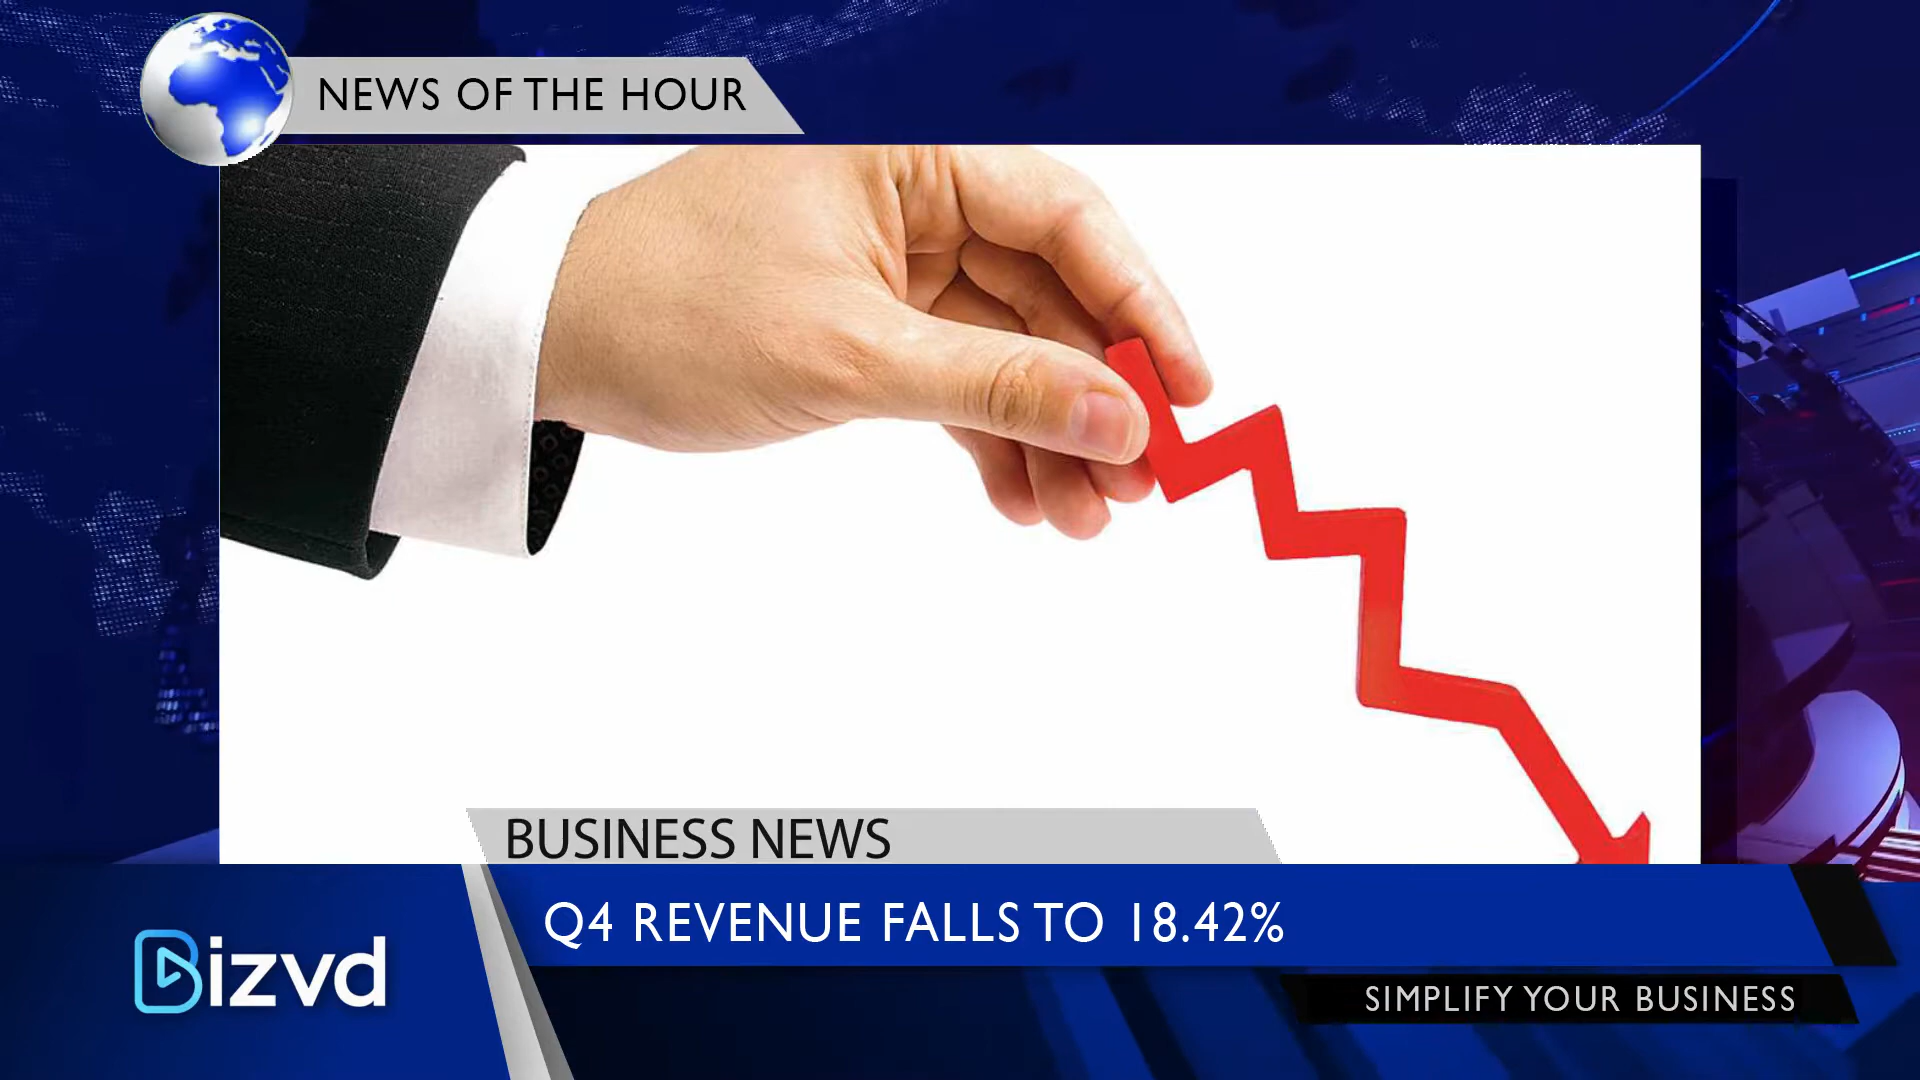 NEWS OF THE HOUR
BUSINESS NEWS
Q4 REVENUE FALLS TO 18.42%
Bizvd
SIMPLIFY YOUR BUSINESS